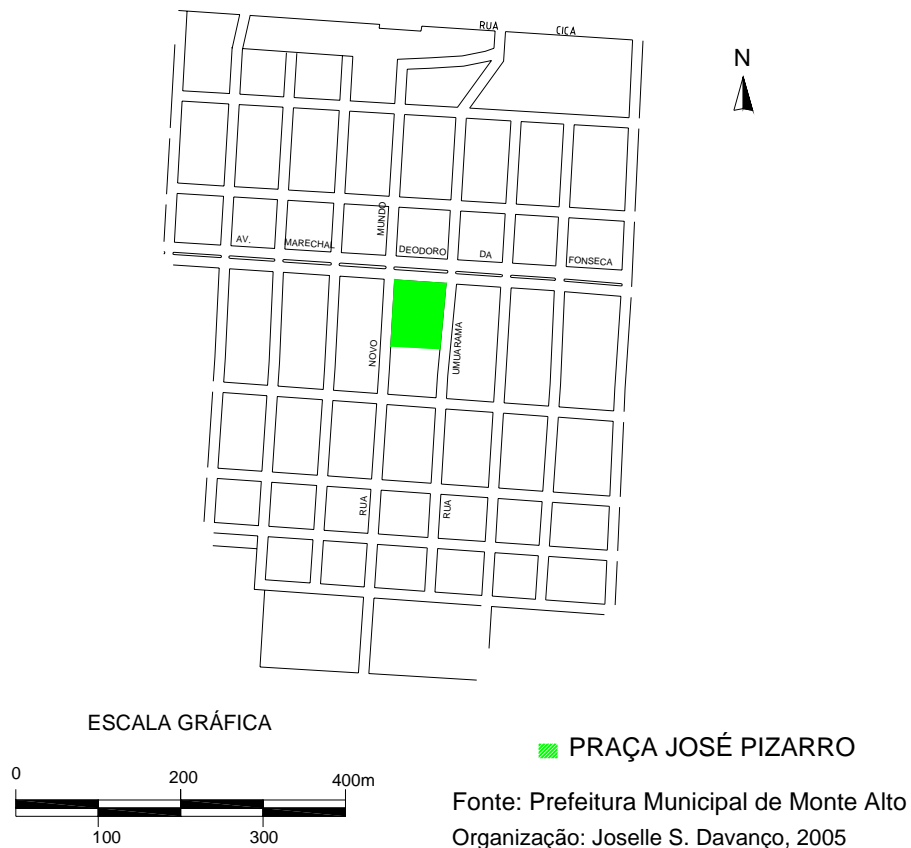 RUA CICA
N
MUNDO
AV. MARECHAL DEODORO DA FONSECA
NOVO
UMUARAMA
RUA
RUA
ESCALA GRÁFICA
0 200 400m
100 300
PRAÇA JOSÉ PIZARRO
Fonte: Prefeitura Municipal de Monte Alto
Organização: Joselle S. Davanço, 2005